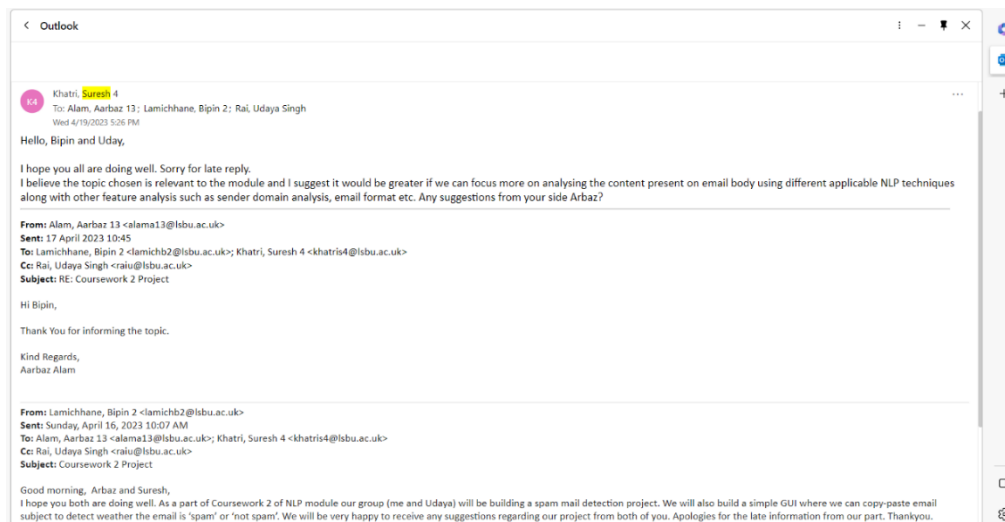 Outlook
K4
Khatri, Suresh 4
To: Alam, Aarbaz 13; Lamichhane, Bipin 2; Rai, Udaya Singh
Wed 4/19/2023 5:26 PM
Hello, Bipin and Uday,
I hope you all are doing well. Sorry for late reply.
I believe the topic chosen is relevant to the module and I suggest it would be greater if we can focus more on analysing the content present on email body using different applicable NLP techniques
along with other feature analysis such as sender domain analysis, email format etc. Any suggestions from your side Arbaz?
From: Alam, Aarbaz 13 <alama13@lsbu.ac.uk>
Sent: 17 April 2023 10:45
To: Lamichhane, Bipin 2 <lamichb2@lsbu.ac.uk>; Khatri, Suresh 4 <khatris4@lsbu.ac.uk>
Cc: Rai, Udaya Singh <raiu@lsbu.ac.uk>
Subject: RE: Coursework 2 Project
Hi Bipin,
Thank You for informing the topic.
Kind Regards,
Aarbaz Alam
From: Lamichhane, Bipin 2 <lamichb2@lsbu.ac.uk>
Sent: Sunday, April 16, 2023 10:07 AM
To: Alam, Aarbaz 13 <alama13@lsbu.ac.uk>; Khatri, Suresh 4 <khatris4@lsbu.ac.uk>
Cc: Rai, Udaya Singh <raiu@lsbu.ac.uk>
Subject: Coursework 2 Project
Good morning,  Arbaz and Suresh,
I hope you both are doing well. As a part of Coursework 2 of NLP module our group (me and Udaya) will be building a spam mail detection project. We will also build a simple GUI where we can copy-paste email
subject to detect weather the email is 'spam' or 'not spam'. We will be very happy to receive any suggestions regarding our project from both of you. Apologies for the late information from our part. Thankyou.